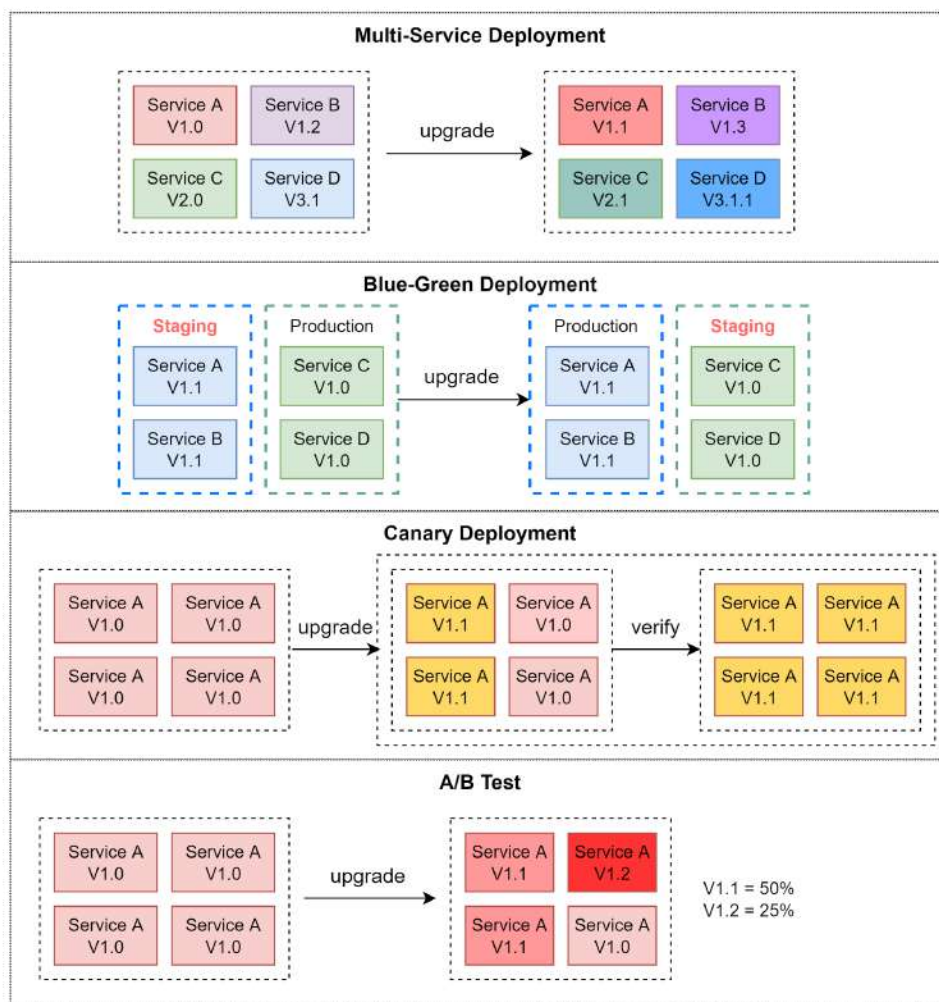 Multi-Service Deployment
Service A
V1.0
Service B
V1.2
Service C
V2.0
Service D
V3.1
upgrade
Service A
V1.1
Service B
V1.3
Service C
V2.1
Service D
V3.1.1
Blue-Green Deployment
Staging
Service A
V1.1
Service B
V1.1
Production
Service C
V1.0
Service D
V1.0
upgrade
Production
Service A
V1.1
Service B
V1.1
Staging
Service C
V1.0
Service D
V1.0
Canary Deployment
Service A
V1.0
Service A
V1.0
Service A
V1.0
Service A
V1.0
upgrade
Service A
V1.1
Service A
V1.0
Service A
V1.1
Service A
V1.0
verify
Service A
V1.1
Service A
V1.1
Service A
V1.1
Service A
V1.1
A/B Test
Service A
V1.0
Service A
V1.0
Service A
V1.0
Service A
V1.0
upgrade
Service A
V1.1
Service A
V1.2
Service A
V1.1
Service A
V1.0
V1.1 = 50%
V1.2 = 25%